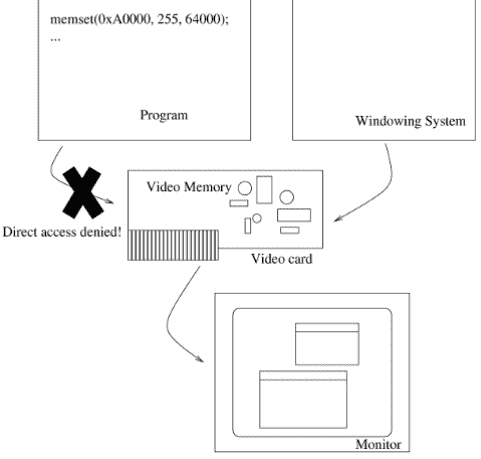 memset(0xA0000, 255, 64000);
...
Program
Windowing System
Video Memory
Direct access denied!
Video card
Monitor